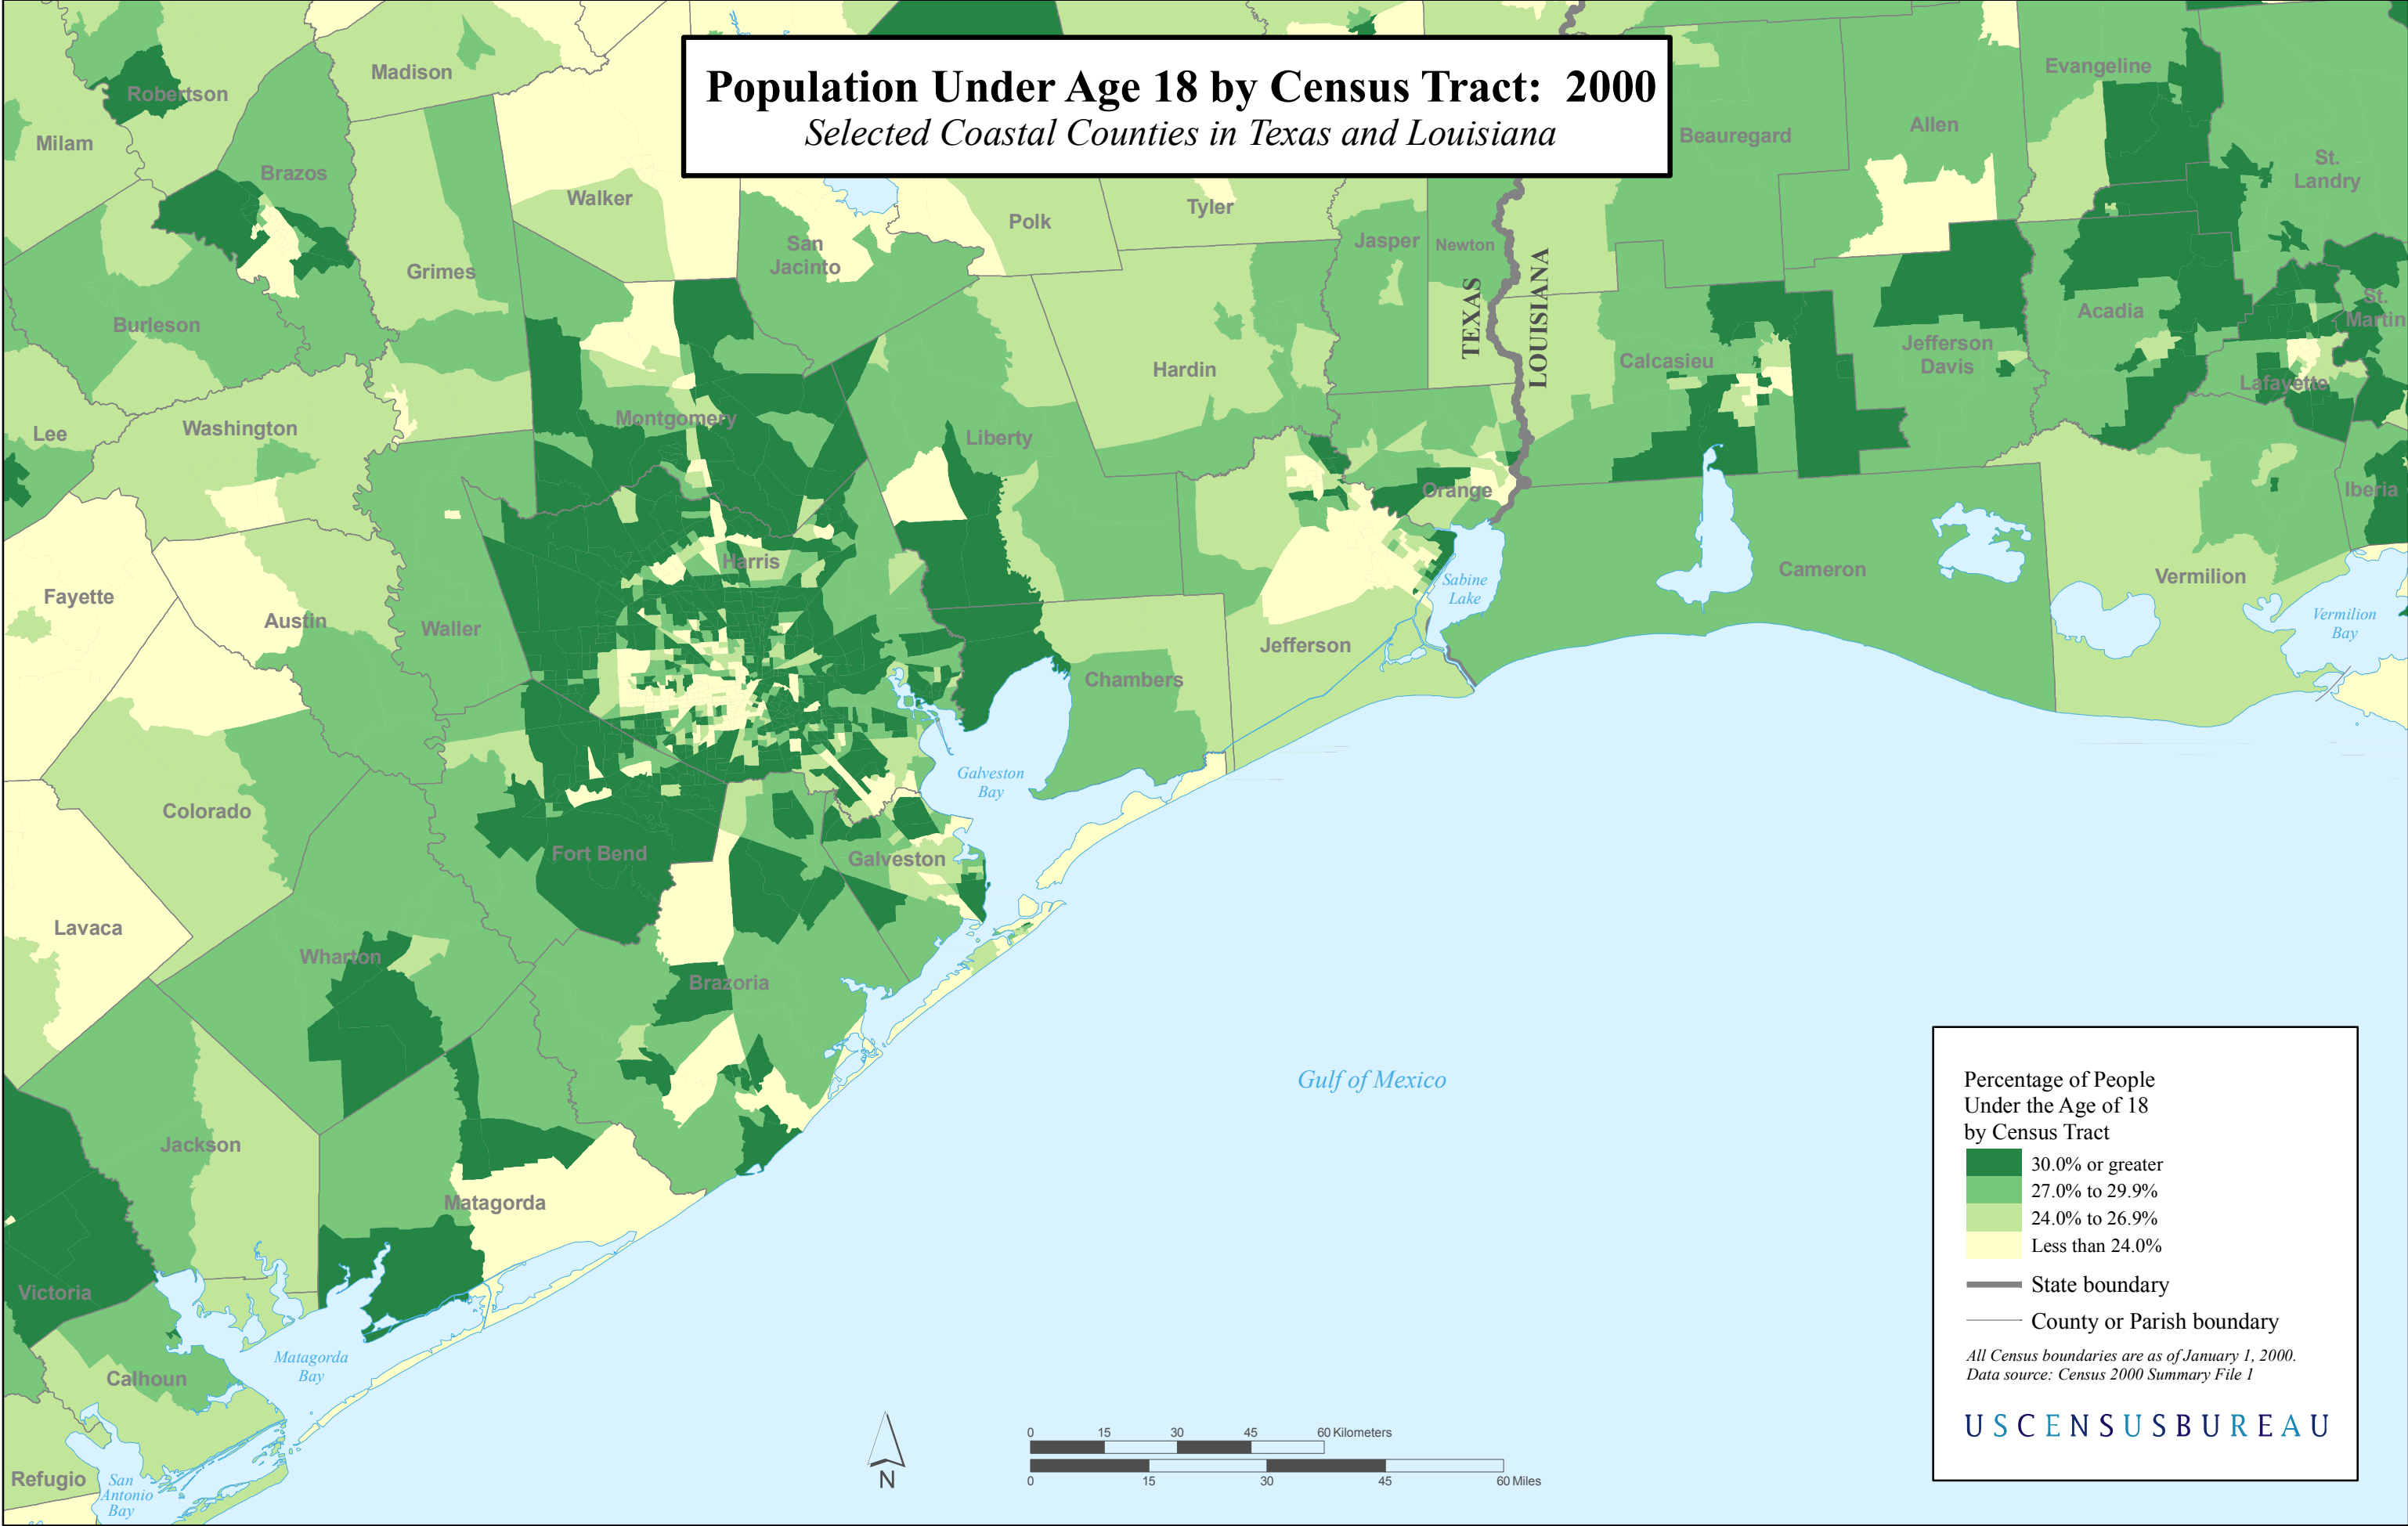 Population Under Age 18 by Census Tract: 2000
Selected Coastal Counties in Texas and Louisiana
Robertson
Madison
Milam
Brazos
Walker
Grimes
San
Jacinto
Polk
Tyler
Jasper
Newton
TEXAS
LOUISIANA
Beauregard
Allen
Evangeline
St.
Landry
Burleson
Lee
Washington
Montgomery
Liberty
Hardin
Orange
Calcasieu
Jefferson
Davis
Acadia
St.
Martin
Lafayette
Iberia
Fayette
Austin
Waller
Harris
Chambers
Jefferson
Sabine
Lake
Cameron
Vermilion
Vermilion
Bay
Colorado
Fort Bend
Galveston
Galveston
Bay
Lavaca
Wharton
Brazoria
Gulf of Mexico
Jackson
Matagorda
Victoria
Calhoun
Matagorda
Bay
Refugio
San
Antonio
Bay
N
0 15 30 45 60 Kilometers
0 15 30 45 60 Miles
Percentage of People
Under the Age of 18
by Census Tract
30.0% or greater
27.0% to 29.9%
24.0% to 26.9%
Less than 24.0%
State boundary
County or Parish boundary
All Census boundaries are as of January 1, 2000.
Data source: Census 2000 Summary File 1
USCENSUSBUREAU